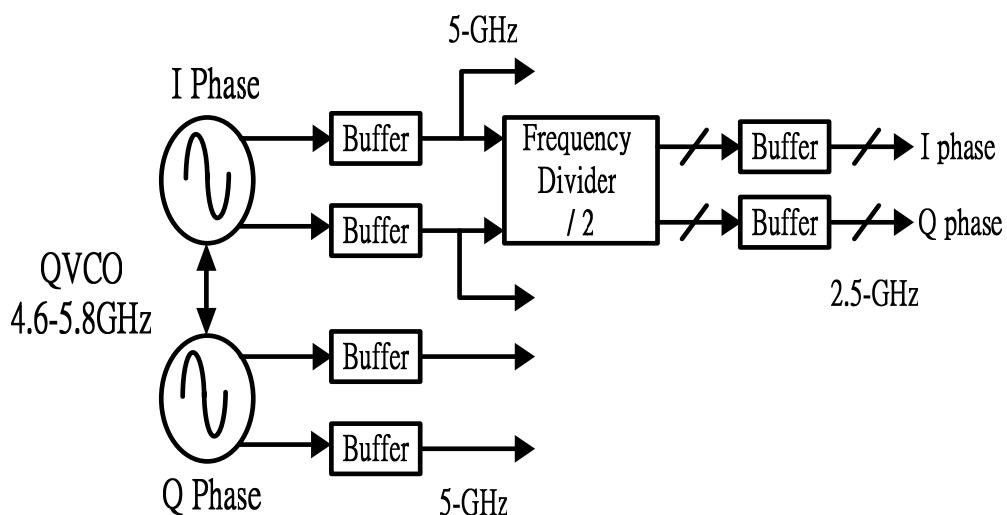 5-GHz
I Phase
Buffer
Frequency
Divider
/ 2
Buffer
I phase
Buffer
Buffer
Q phase
QVCO
4.6-5.8GHz
2.5-GHz
Buffer
Buffer
Q Phase
5-GHz